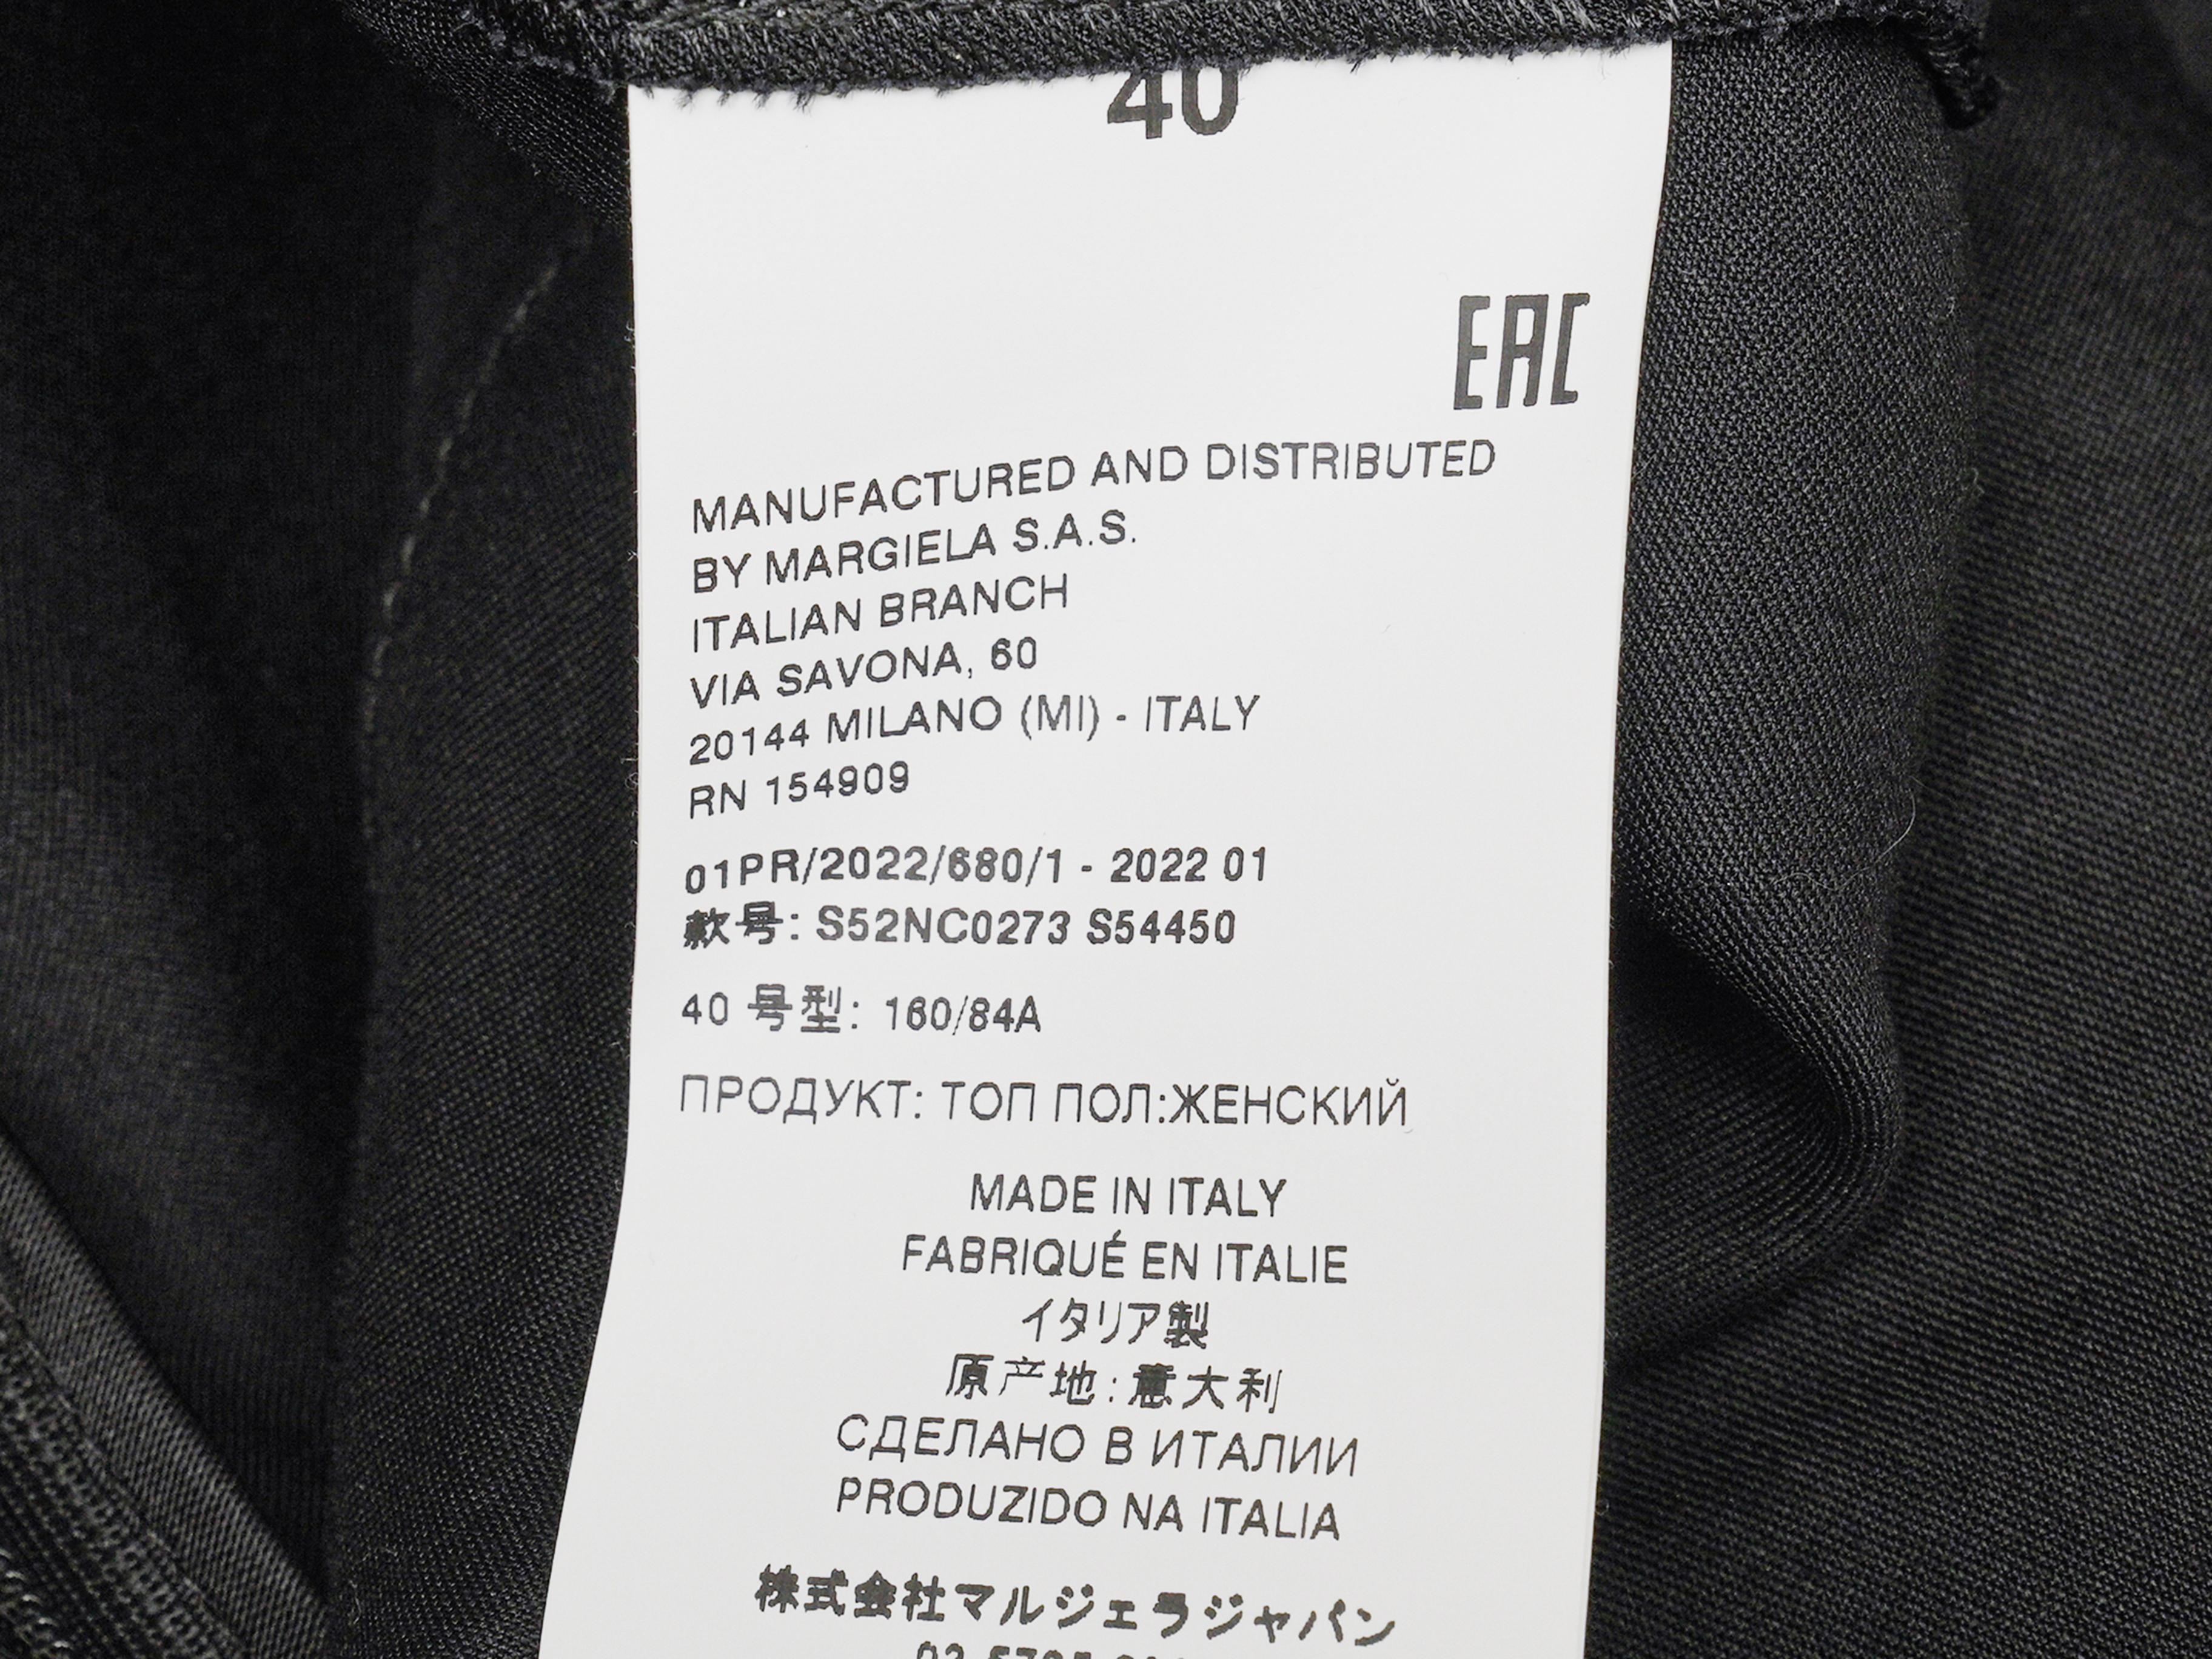 40
EAC
MANUFACTURED AND DISTRIBUTED
BY MARGIELA S.A.S.
ITALIAN BRANCH
VIA SAVONA, 60
20144 MILANO (MI) - ITALY
RN 154909
01PR/2022/680/1 - 2022 01
款号: S52NC0273 S54450
40 号型: 160/84A
ПРОДУКТ: ТОП ПОЛ:ЖЕНСКИЙ
MADE IN ITALY
FABRIQUÉ EN ITALIE
イタリア製
原产地:意大利
СДЕЛАНО В ИТАЛИИ
PRODUZIDO NA ITALIA
株式会社マルジェラジャパン